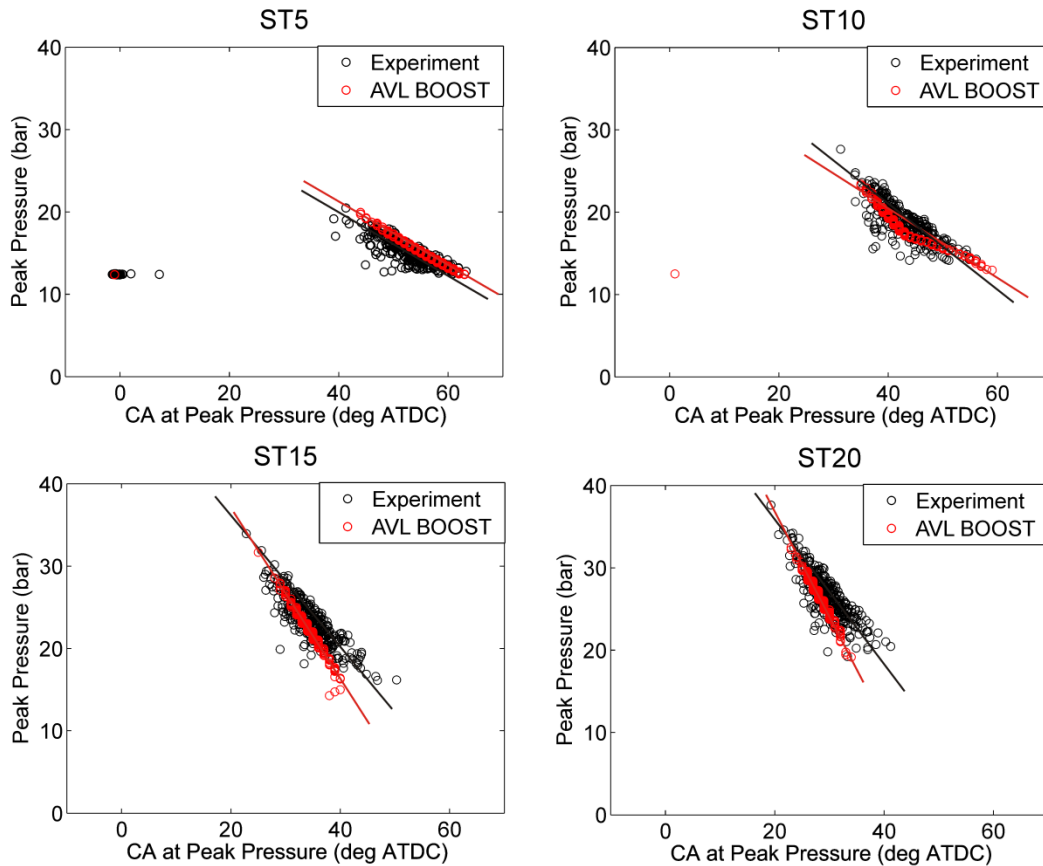 ST5
40
30
20
10
0
0 20 40 60
Peak Pressure (bar)
CA at Peak Pressure (deg ATDC)
Experiment
AVL BOOST
ST10
40
30
20
10
0
0 20 40 60
Peak Pressure (bar)
CA at Peak Pressure (deg ATDC)
Experiment
AVL BOOST
ST15
40
30
20
10
0
0 20 40 60
Peak Pressure (bar)
CA at Peak Pressure (deg ATDC)
Experiment
AVL BOOST
ST20
40
30
20
10
0
0 20 40 60
Peak Pressure (bar)
CA at Peak Pressure (deg ATDC)
Experiment
AVL BOOST